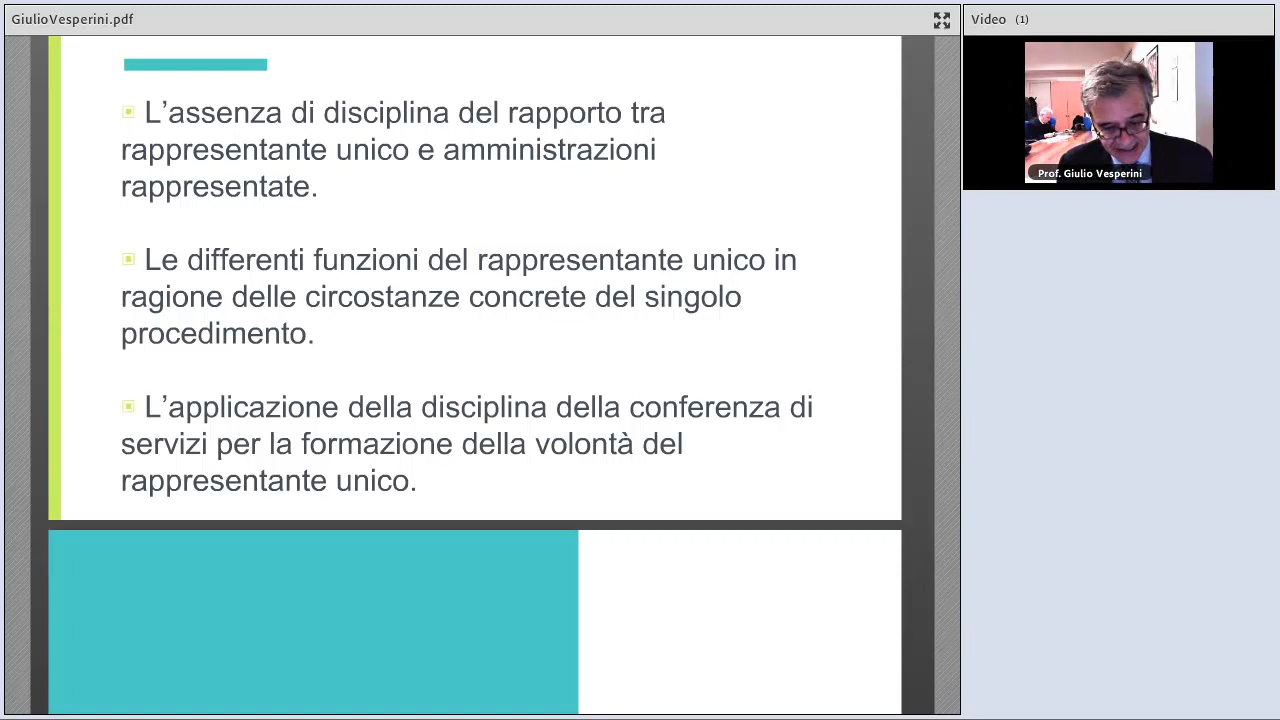 GiulioVesperini.pdf
Video (1)
L’assenza di disciplina del rapporto tra
rappresentante unico e amministrazioni
rappresentate.
Le differenti funzioni del rappresentante unico in
ragione delle circostanze concrete del singolo
procedimento.
L’applicazione della disciplina della conferenza di
servizi per la formazione della volontà del
rappresentante unico.
Prof. Giulio Vesperini